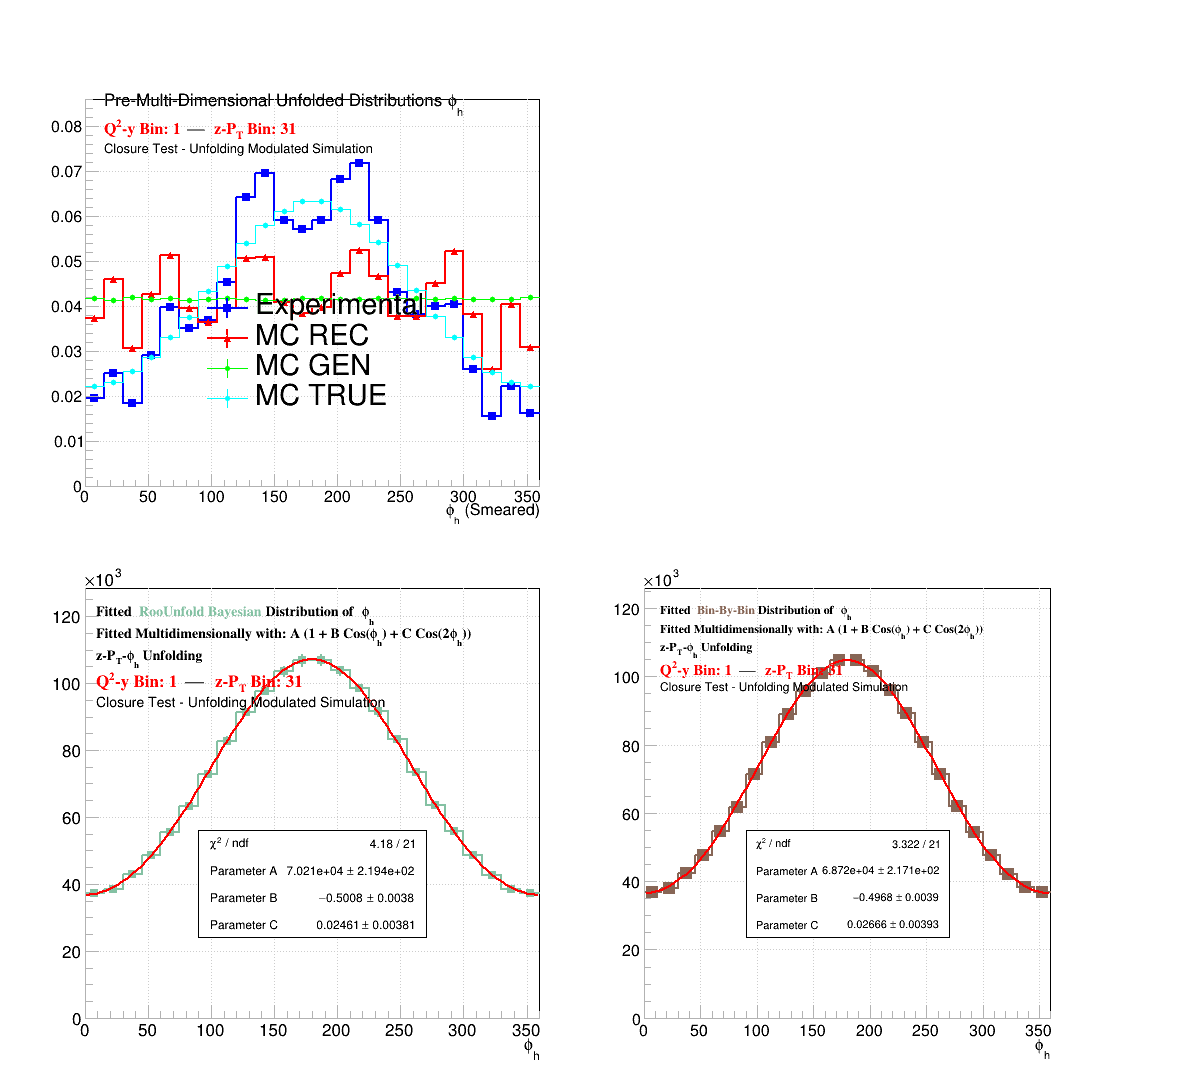 Pre-Multi-Dimensional Unfolded Distributions ϕh
Q2-y Bin: 1 — z-PT Bin: 31
Closure Test - Unfolding Modulated Simulation
0.08
0.07
0.06
0.05
0.04
0.03
0.02
0.01
0
Experimental
MC REC
MC GEN
MC TRUE
0 50 100 150 200 250 300 350
ϕh (Smeared)
×103
Fitted RooUnfold Bayesian Distribution of ϕh
Fitted Multidimensionally with: A (1 + B Cos(ϕh) + C Cos(2ϕh))
z-PT-ϕh Unfolding
Q2-y Bin: 1 — z-PT Bin: 31
Closure Test - Unfolding Modulated Simulation
120
100
80
60
40
20
0
χ2 / ndf 4.18 / 21
Parameter A 7.021e+04 ± 2.194e+02
Parameter B −0.5008 ± 0.0038
Parameter C 0.02461 ± 0.00381
0 50 100 150 200 250 300 350
ϕh
×103
Fitted Bin-By-Bin Distribution of ϕh
Fitted Multidimensionally with: A (1 + B Cos(ϕh) + C Cos(2ϕh))
z-PT-ϕh Unfolding
Q2-y Bin: 1 — z-PT Bin: 31
Closure Test - Unfolding Modulated Simulation
120
100
80
60
40
20
0
χ2 / ndf 3.322 / 21
Parameter A 6.872e+04 ± 2.171e+02
Parameter B −0.4968 ± 0.0039
Parameter C 0.02666 ± 0.00393
0 50 100 150 200 250 300 350
ϕh